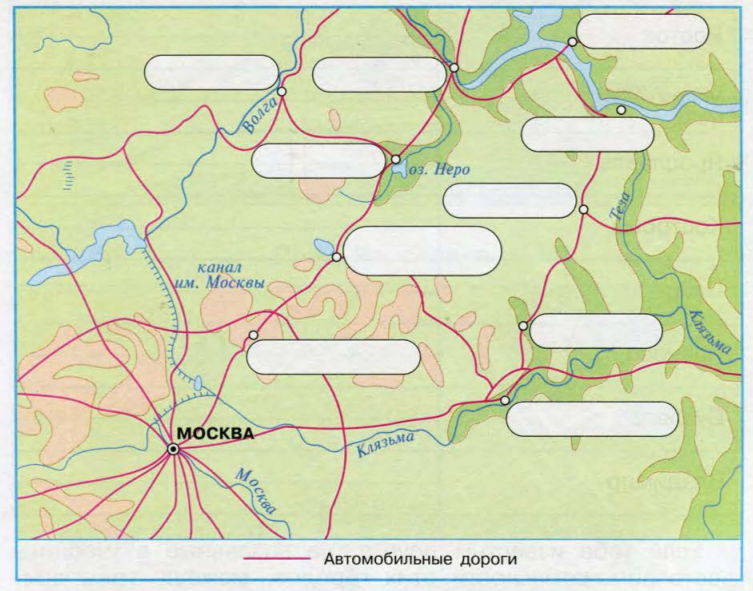 Волга
оз. Неро
Теза
канал
им. Москвы
Клязьма
МОСКВА
Клязьма
Москва
Автомобильные дороги